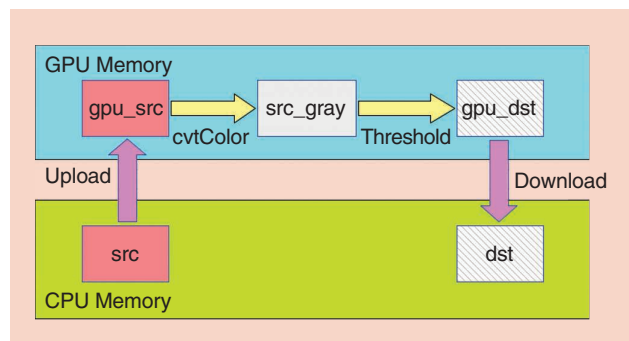 GPU Memory
gpu_src
src_gray
gpu_dst
cvtColor
Threshold
Upload
Download
src
dst
CPU Memory